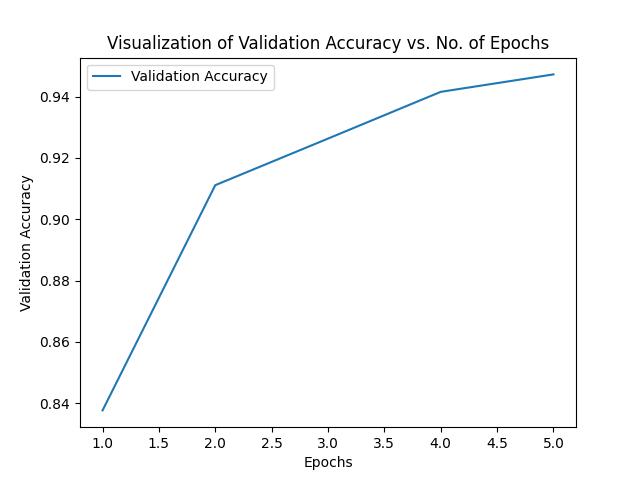 Visualization of Validation Accuracy vs. No. of Epochs
Validation Accuracy
0.94
0.92
0.90
0.88
0.86
0.84
Validation Accuracy
1.0 1.5 2.0 2.5 3.0 3.5 4.0 4.5 5.0
Epochs